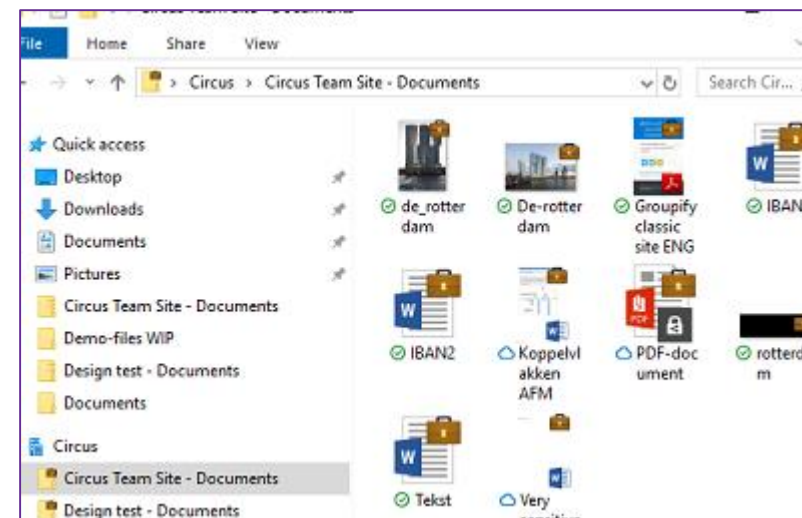 File Home Share View
Circus > Circus Team Site - Documents
Search Cir...
Quick access
Desktop
Downloads
Documents
Pictures
Circus Team Site - Documents
Demo-files WIP
Design test - Documents
Documents
Circus
Circus Team Site - Documents
Design test - Documents
de_rotter
dam
De-rotter
dam
Groupify
classic
site ENG
IBAN
IBAN2
Koppelvl
akken
AFM
PDF-doc
ument
rotterd
m
Tekst
Very